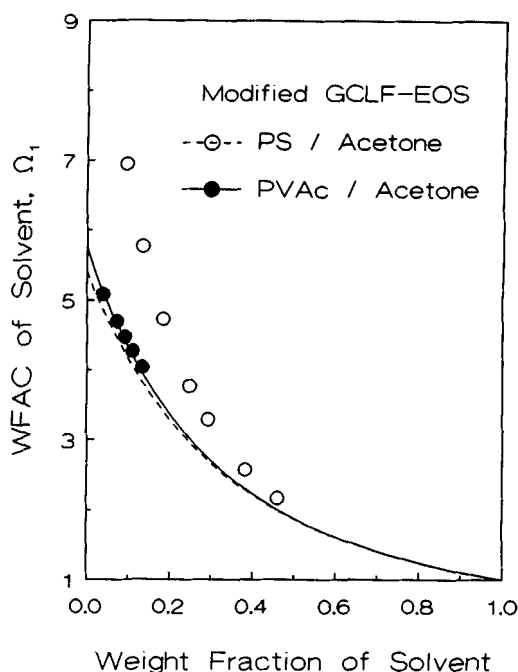 9
7
5
3
1
WFAC of Solvent, Ω₁
Modified GCLF-EOS
PS / Acetone
PVAc / Acetone
0.0 0.2 0.4 0.6 0.8 1.0
Weight Fraction of Solvent